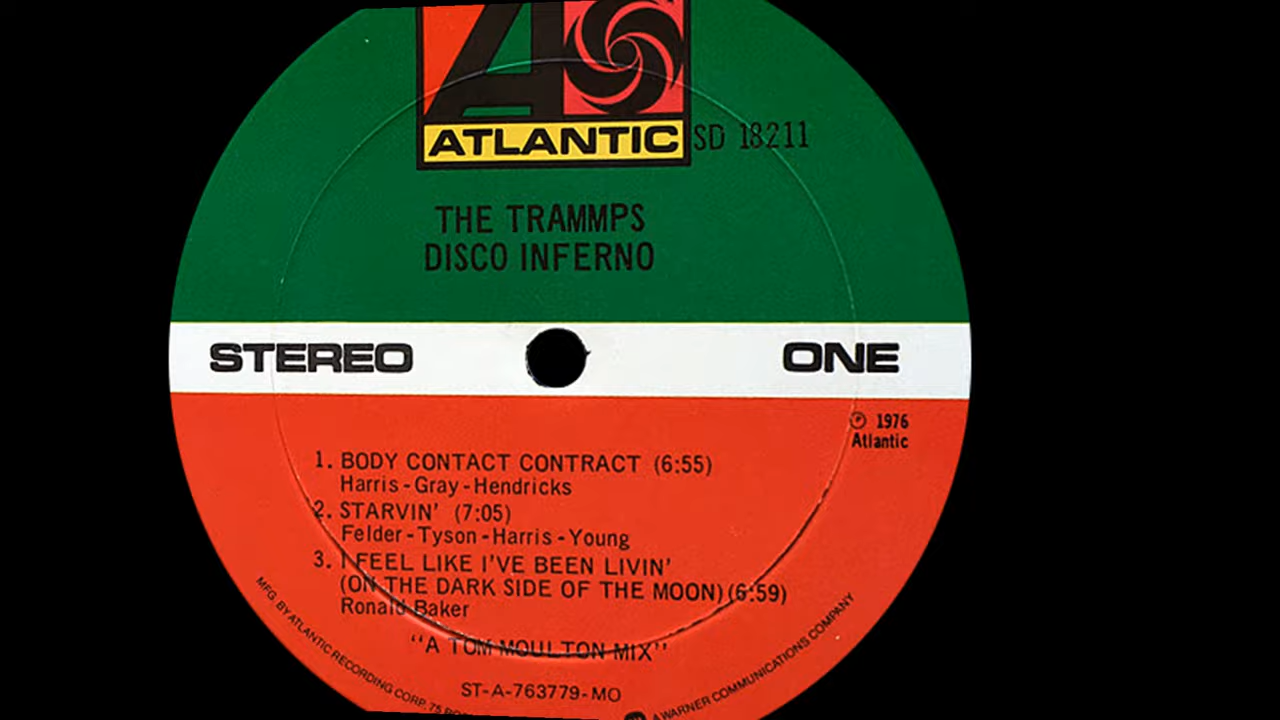 ATLANTIC
SD 18211
THE TRAMMPS
DISCO INFERNO
STEREO
ONE
℗ 1976
Atlantic
1. BODY CONTACT CONTRACT (6:55)
Harris-Gray-Hendricks
2. STARVIN' (7:05)
Felder-Tyson-Harris-Young
3. I FEEL LIKE I'VE BEEN LIVIN'
(ON THE DARK SIDE OF THE MOON) (6:59)
Ronald Baker
"A TOM MOULTON MIX"
ST-A-763779-MO
MFG. BY ATLANTIC RECORDING CORP. 75
A WARNER COMMUNICATIONS COMPANY